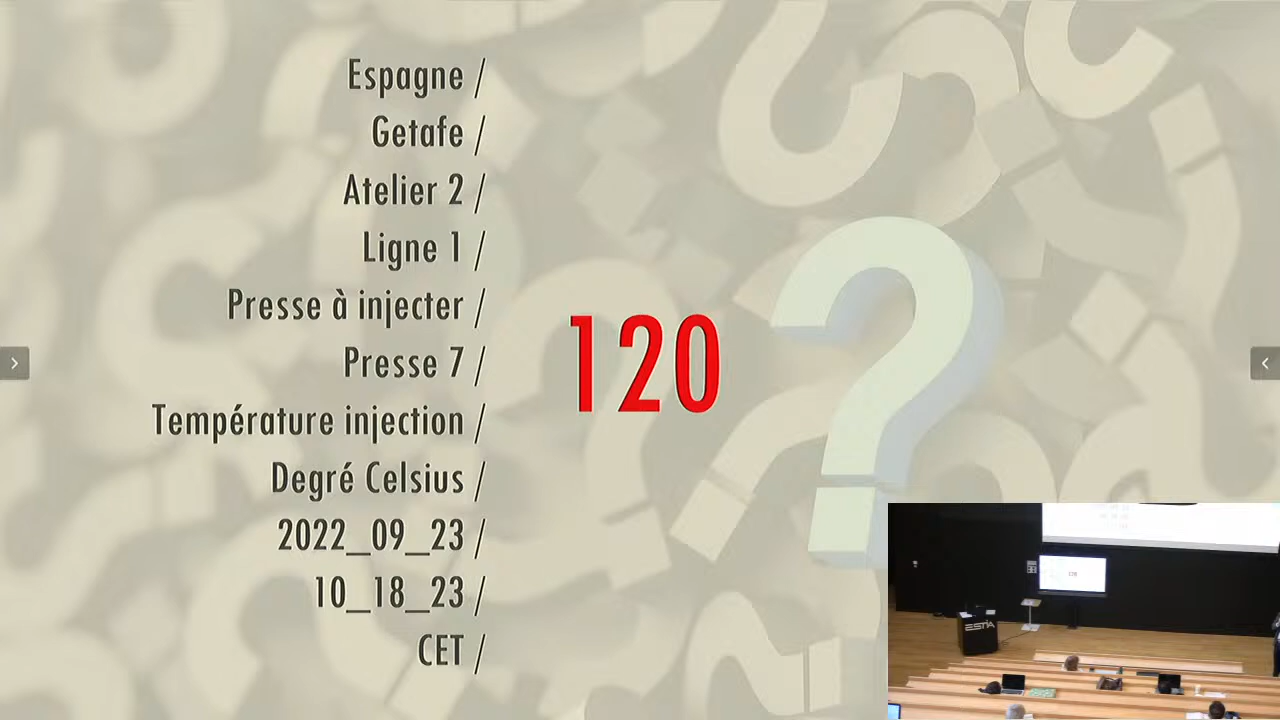 Espagne /
Getafe /
Atelier 2 /
Ligne 1 /
Presse à injecter /
Presse 7 /
120
Température injection /
Degré Celsius /
2022_09_23 /
10_18_23 /
CET /
ESTIA